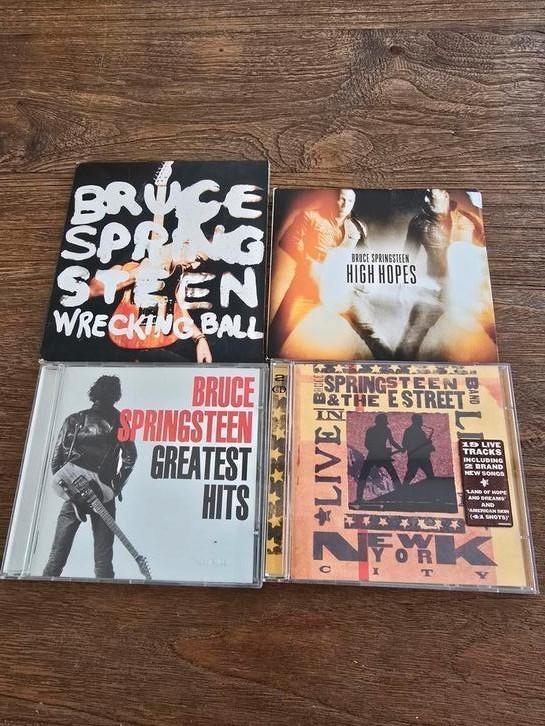 BRUCE
SPRING
STEEN
WRECKING BALL
BRUCE SPRINGSTEEN
HIGH HOPES
BRUCE
SPRINGSTEEN
GREATEST
HITS
2
BRUCE
SPRINGSTEEN
& THE E STREET
BAND
LIVE IN
NEW
YORK
CITY
19 LIVE
TRACKS
INCLUDING
2 BRAND
NEW SONGS
'LAND OF HOPE
AND DREAMS'
AND
'AMERICAN SKIN
(41 SHOTS)'